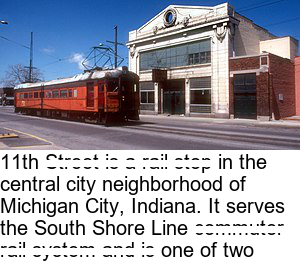 11th Street is a rail stop in the
central city neighborhood of
Michigan City, Indiana. It serves
the South Shore Line commuter
rail system and is one of two